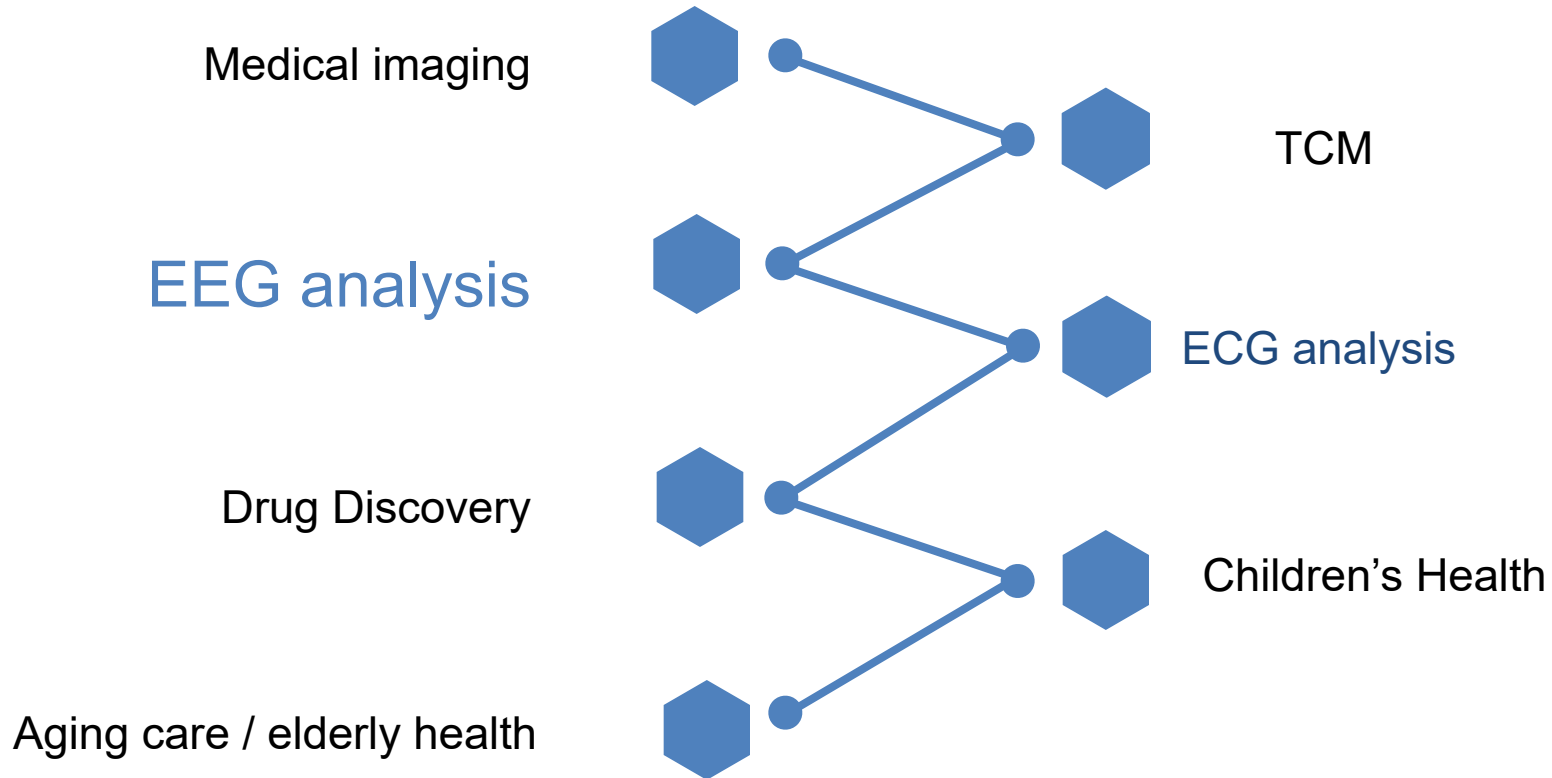 Medical imaging
TCM
EEG analysis
ECG analysis
Drug Discovery
Children’s Health
Aging care / elderly health